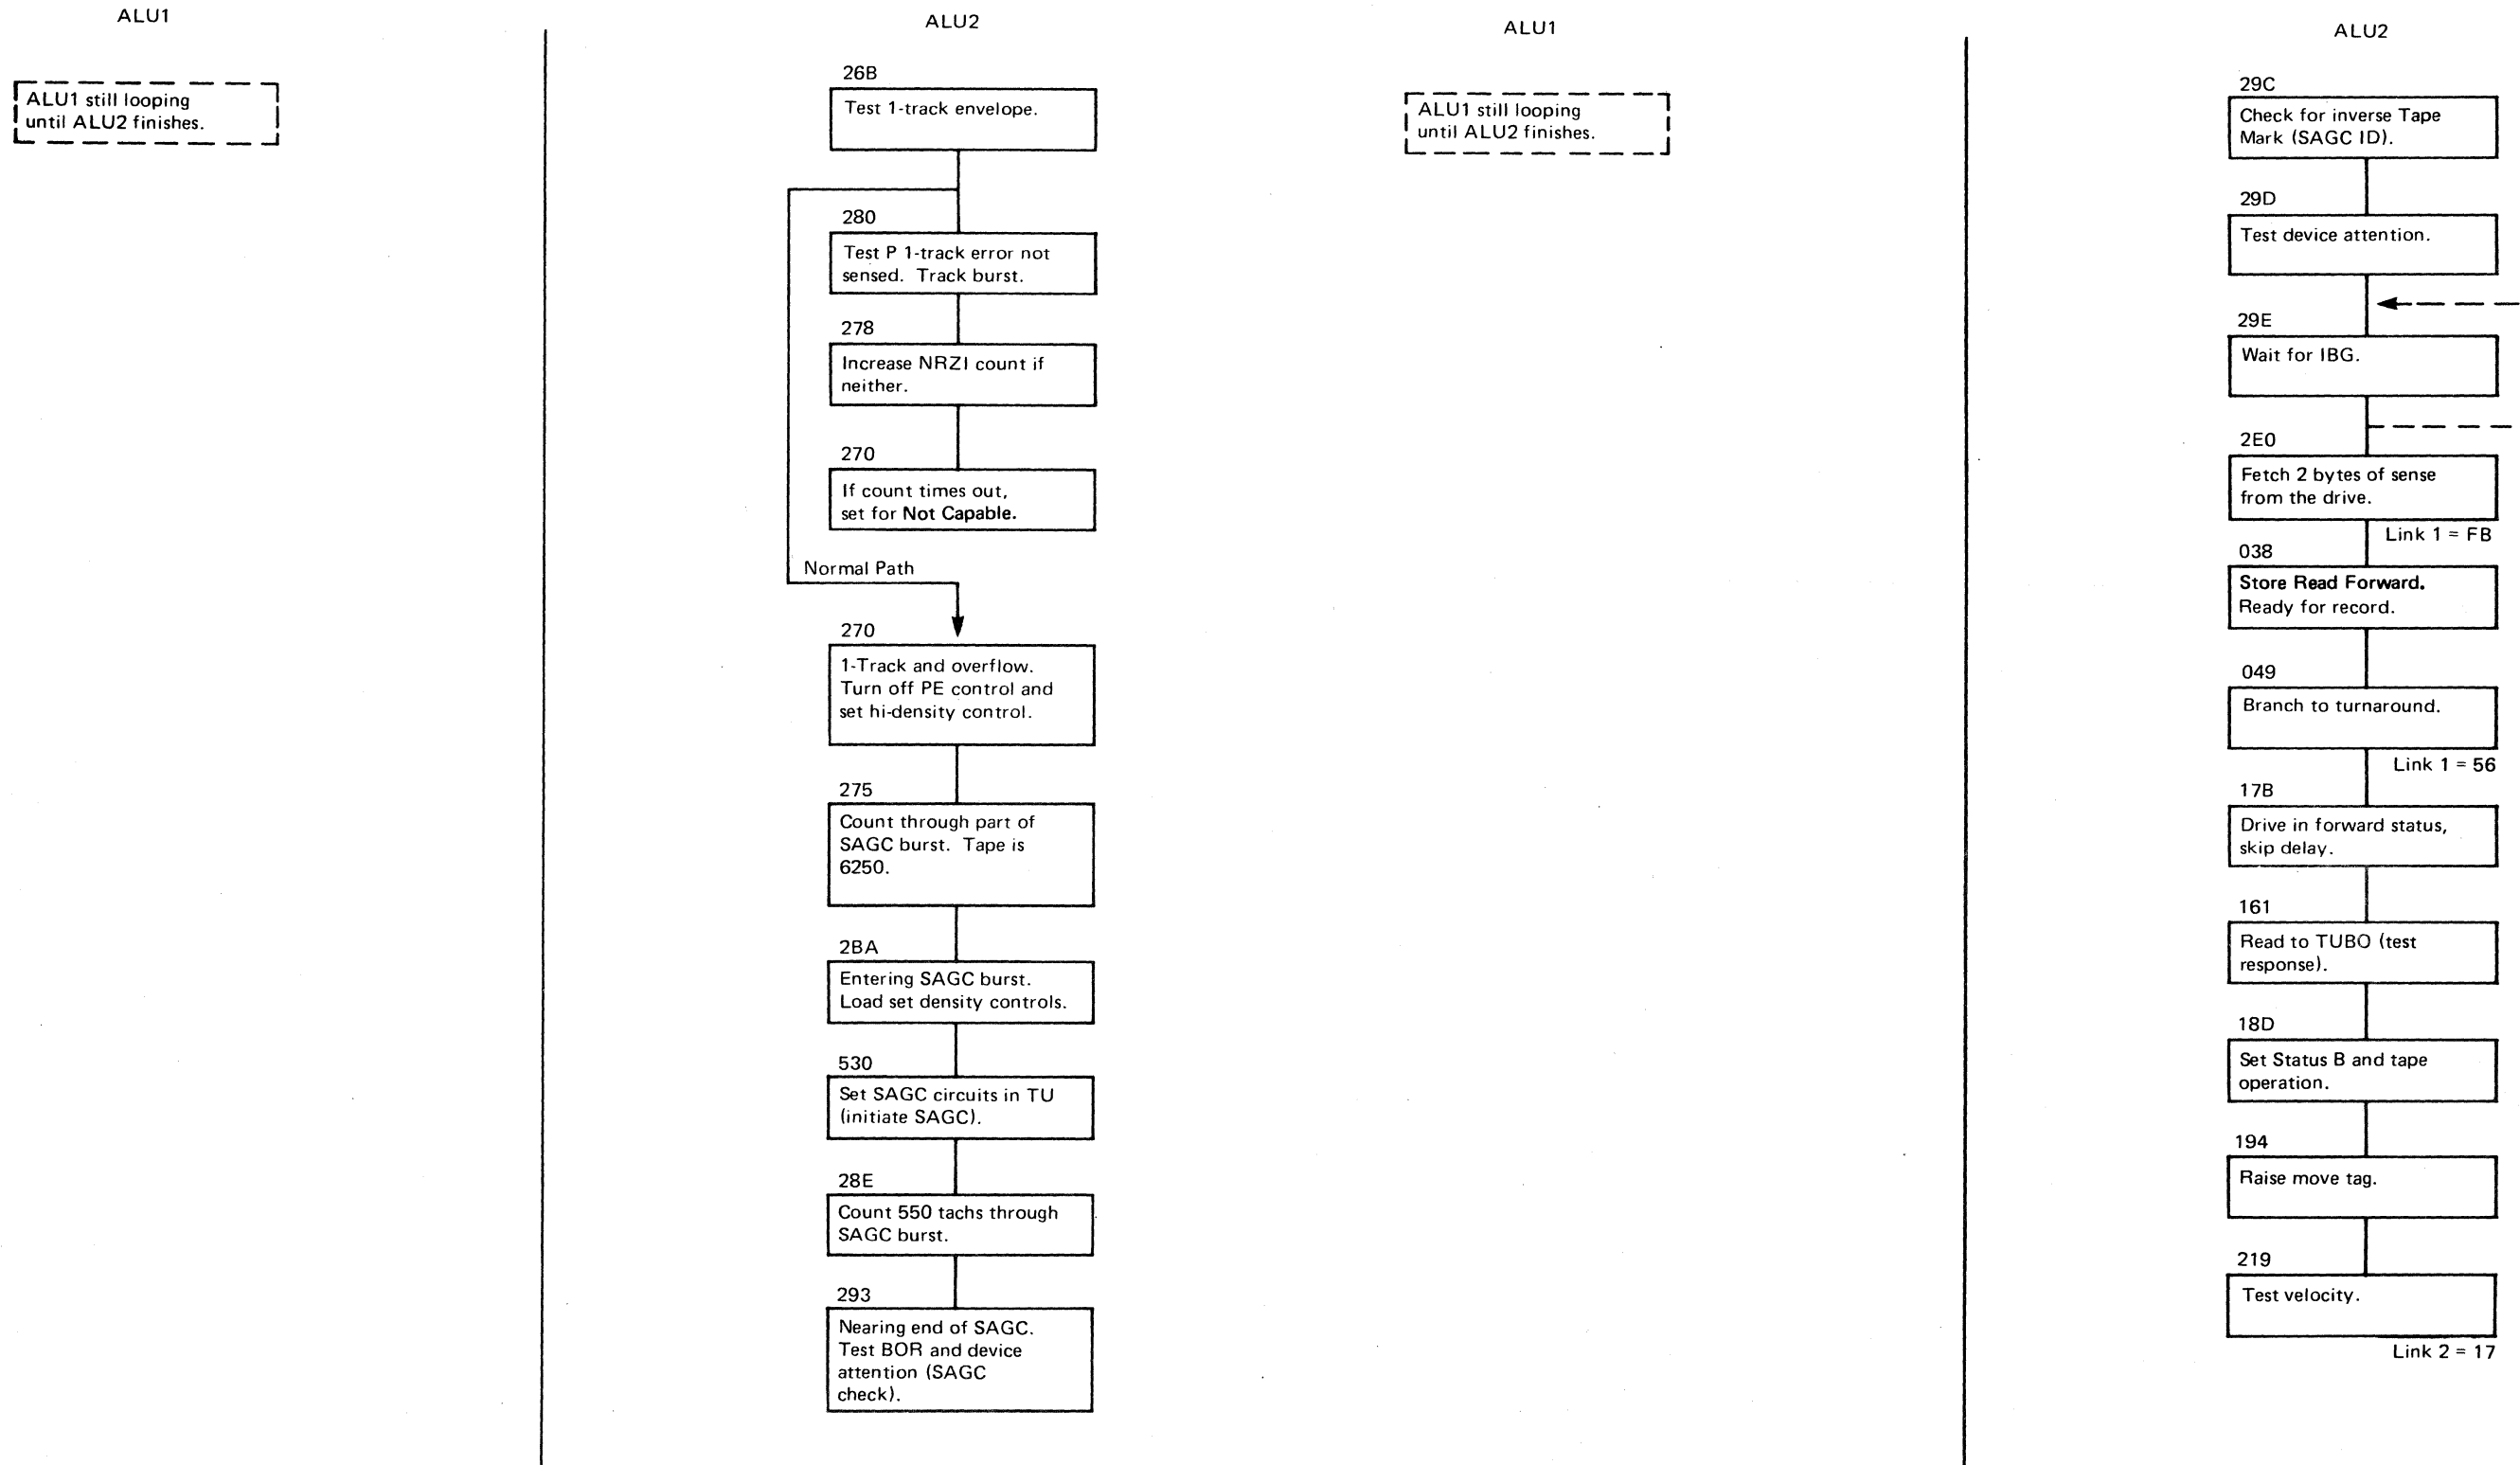 ALU1
ALU1 still looping
until ALU2 finishes.
ALU2
26B
Test 1-track envelope.
280
Test P 1-track error not
sensed. Track burst.
278
Increase NRZI count if
neither.
270
If count times out,
set for Not Capable.
Normal Path
270
1-Track and overflow.
Turn off PE control and
set hi-density control.
275
Count through part of
SAGC burst. Tape is
6250.
2BA
Entering SAGC burst.
Load set density controls.
530
Set SAGC circuits in TU
(initiate SAGC).
28E
Count 550 tachs through
SAGC burst.
293
Nearing end of SAGC.
Test BOR and device
attention (SAGC
check).
ALU1
ALU1 still looping
until ALU2 finishes.
ALU2
29C
Check for inverse Tape
Mark (SAGC ID).
29D
Test device attention.
29E
Wait for IBG.
2E0
Fetch 2 bytes of sense
from the drive.
Link 1 = FB
038
Store Read Forward.
Ready for record.
049
Branch to turnaround.
Link 1 = 56
17B
Drive in forward status,
skip delay.
161
Read to TUBO (test
response).
18D
Set Status B and tape
operation.
194
Raise move tag.
219
Test velocity.
Link 2 = 17